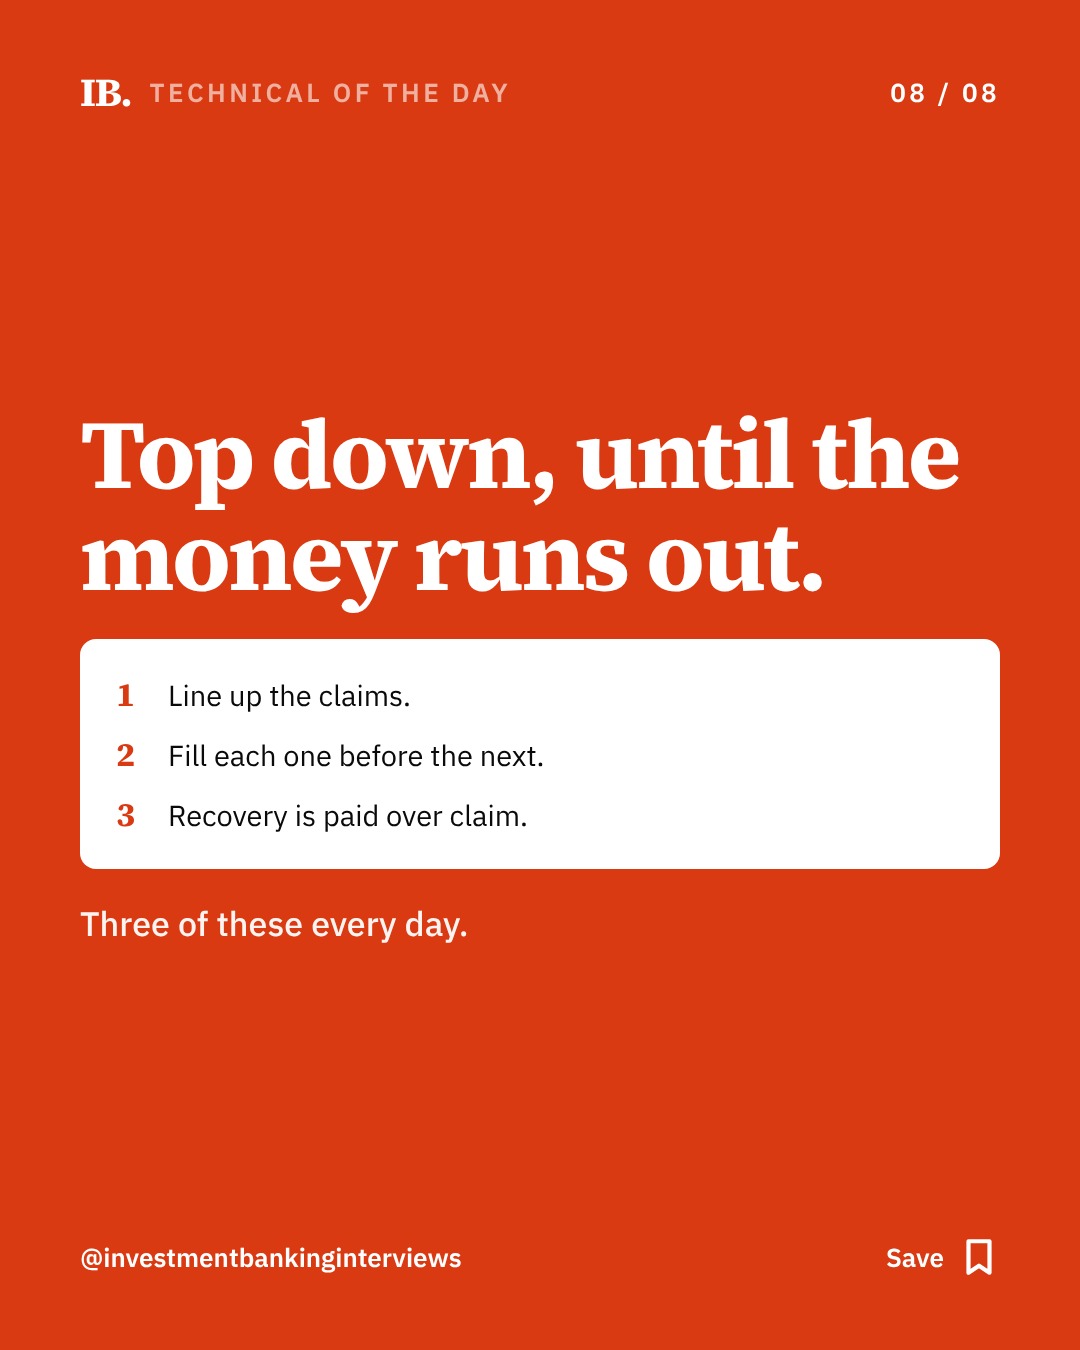 IB. TECHNICAL OF THE DAY 08 / 08
Top down, until the
money runs out.
1 Line up the claims.
2 Fill each one before the next.
3 Recovery is paid over claim.
Three of these every day.
@investmentbankinginterviews Save